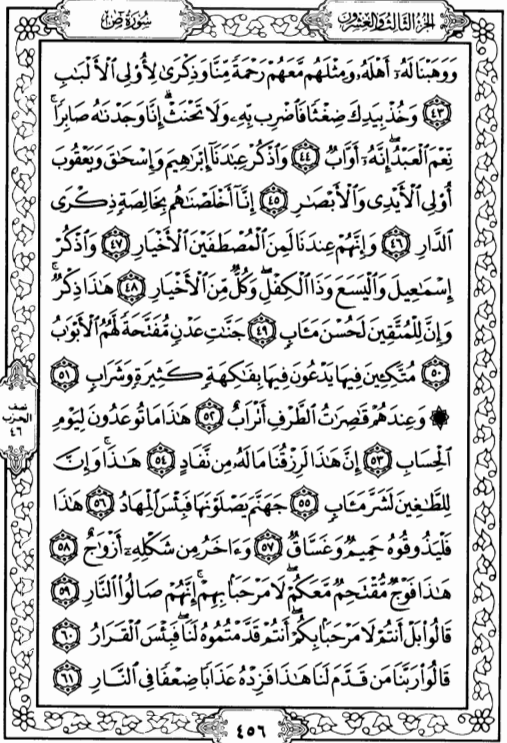 الجزء الثالث والعشرون
سورة ص
وَوَهَبْنَا لَهُۥٓ أَهْلَهُۥ وَمِثْلَهُم مَّعَهُمْ رَحْمَةً مِّنَّا وَذِكْرَىٰ لِأُو۟لِى ٱلْأَلْبَٰبِ
٤٣ وَخُذْ بِيَدِكَ ضِغْثًا فَٱضْرِب بِّهِۦ وَلَا تَحْنَثْ ۗ إِنَّا وَجَدْنَٰهُ صَابِرًا ۚ
نِّعْمَ ٱلْعَبْدُ ۖ إِنَّهُۥٓ أَوَّابٌ ٤٤ وَٱذْكُرْ عِبَٰدَنَآ إِبْرَٰهِيمَ وَإِسْحَٰقَ وَيَعْقُوبَ
أُو۟لِى ٱلْأَيْدِى وَٱلْأَبْصَٰرِ ٤٥ إِنَّآ أَخْلَصْنَٰهُم بِخَالِصَةٍ ذِكْرَى
ٱلدَّارِ ٤٦ وَإِنَّهُمْ عِندَنَا لَمِنَ ٱلْمُصْطَفَيْنَ ٱلْأَخْيَارِ ٤٧ وَٱذْكُرْ
إِسْمَٰعِيلَ وَٱلْيَسَعَ وَذَا ٱلْكِفْلِ ۖ وَكُلٌّ مِّنَ ٱلْأَخْيَارِ ٤٨ هَٰذَا ذِكْرٌ ۚ
وَإِنَّ لِلْمُتَّقِينَ لَحُسْنَ مَـَٔابٍ ٤٩ جَنَّٰتِ عَدْنٍ مُّفَتَّحَةً لَّهُمُ ٱلْأَبْوَٰبُ
٥٠ مُتَّكِـِٔينَ فِيهَا يَدْعُونَ فِيهَا بِفَٰكِهَةٍ كَثِيرَةٍ وَشَرَابٍ ٥١
۞ وَعِندَهُمْ قَٰصِرَٰتُ ٱلطَّرْفِ أَتْرَابٌ ٥٢ هَٰذَا مَا تُوعَدُونَ لِيَوْمِ
ٱلْحِسَابِ ٥٣ إِنَّ هَٰذَا لَرِزْقُنَا مَا لَهُۥ مِن نَّفَادٍ ٥٤ هَٰذَا ۚ وَإِنَّ
لِلطَّٰغِينَ لَشَرَّ مَـَٔابٍ ٥٥ جَهَنَّمَ يَصْلَوْنَهَا فَبِئْسَ ٱلْمِهَادُ ٥٦ هَٰذَا
فَلْيَذُوقُوهُ حَمِيمٌ وَغَسَّاقٌ ٥٧ وَءَاخَرُ مِن شَكْلِهِۦٓ أَزْوَٰجٌ ٥٨
هَٰذَا فَوْجٌ مُّقْتَحِمٌ مَّعَكُمْ ۖ لَا مَرْحَبًۢا بِهِمْ ۚ إِنَّهُمْ صَالُوا۟ ٱلنَّارِ ٥٩
قَالُوا۟ بَلْ أَنتُمْ لَا مَرْحَبًۢا بِكُمْ ۖ أَنتُمْ قَدَّمْتُمُوهُ لَنَا ۖ فَبِئْسَ ٱلْقَرَارُ ٦٠
قَالُوا۟ رَبَّنَا مَن قَدَّمَ لَنَا هَٰذَا فَزِدْهُ عَذَابًا ضِعْفًا فِى ٱلنَّارِ ٦١
نصف
الحزب
٤٦
٤٥٦